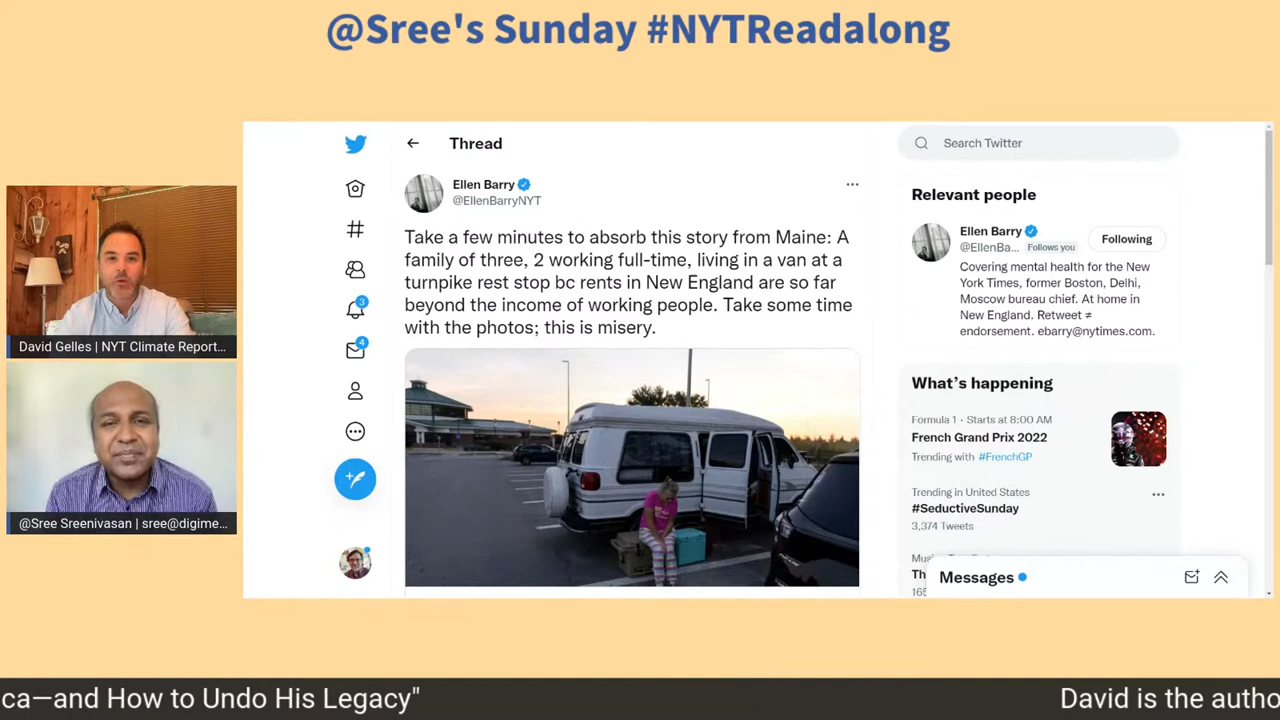 @Sree's Sunday #NYTReadalong
David Gelles | NYT Climate Report...
@Sree Sreenivasan | sree@digime...
Thread
Ellen Barry
@EllenBarryNYT
Take a few minutes to absorb this story from Maine: A
family of three, 2 working full-time, living in a van at a
turnpike rest stop bc rents in New England are so far
beyond the income of working people. Take some time
with the photos; this is misery.
3
4
Search Twitter
Relevant people
Ellen Barry
@EllenBa... Follows you
Following
Covering mental health for the New
York Times, former Boston, Delhi,
Moscow bureau chief. At home in
New England. Retweet ≠
endorsement. ebarry@nytimes.com.
What's happening
Formula 1 · Starts at 8:00 AM
French Grand Prix 2022
Trending with #FrenchGP
Trending in United States
#SeductiveSunday
3,374 Tweets
Messages
ca—and How to Undo His Legacy"
David is the autho